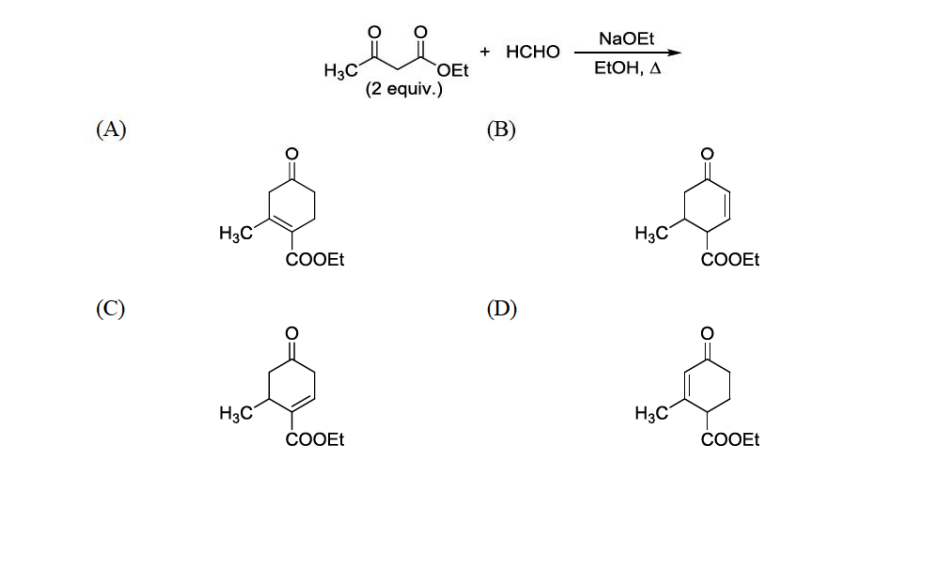 O O
H₃C OEt + HCHO NaOEt
(2 equiv.) EtOH, Δ
(A) (B)
O O
H₃C H₃C
COOEt COOEt
(C) (D)
O O
H₃C H₃C
COOEt COOEt